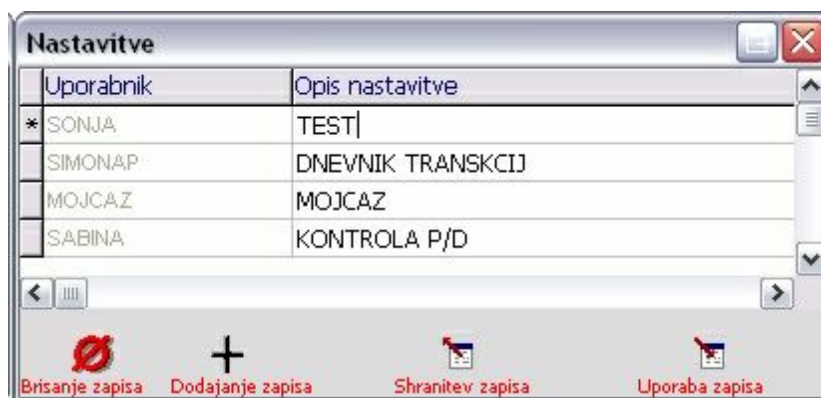 Nastavitve
Uporabnik Opis nastavitve
* SONJA TEST
SIMONAP DNEVNIK TRANSKCIJ
MOJCAZ MOJCAZ
SABINA KONTROLA P/D
Brisanje zapisa Dodajanje zapisa Shranitev zapisa Uporaba zapisa